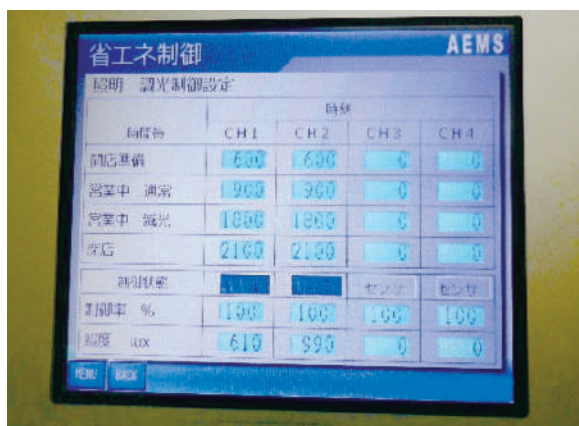 省エネ制御 AEMS
照明 調光制御設定
時刻
時間帯 CH1 CH2 CH3 CH4
開店準備 600 600 0 0
営業中 通常 900 900 0 0
営業中 減光 1800 1800 0 0
閉店 2100 2100 0 0
制御状態 センサ センサ
制御率 % 100 100 100 100
照度 lux 610 990 0 0
MENU BACK